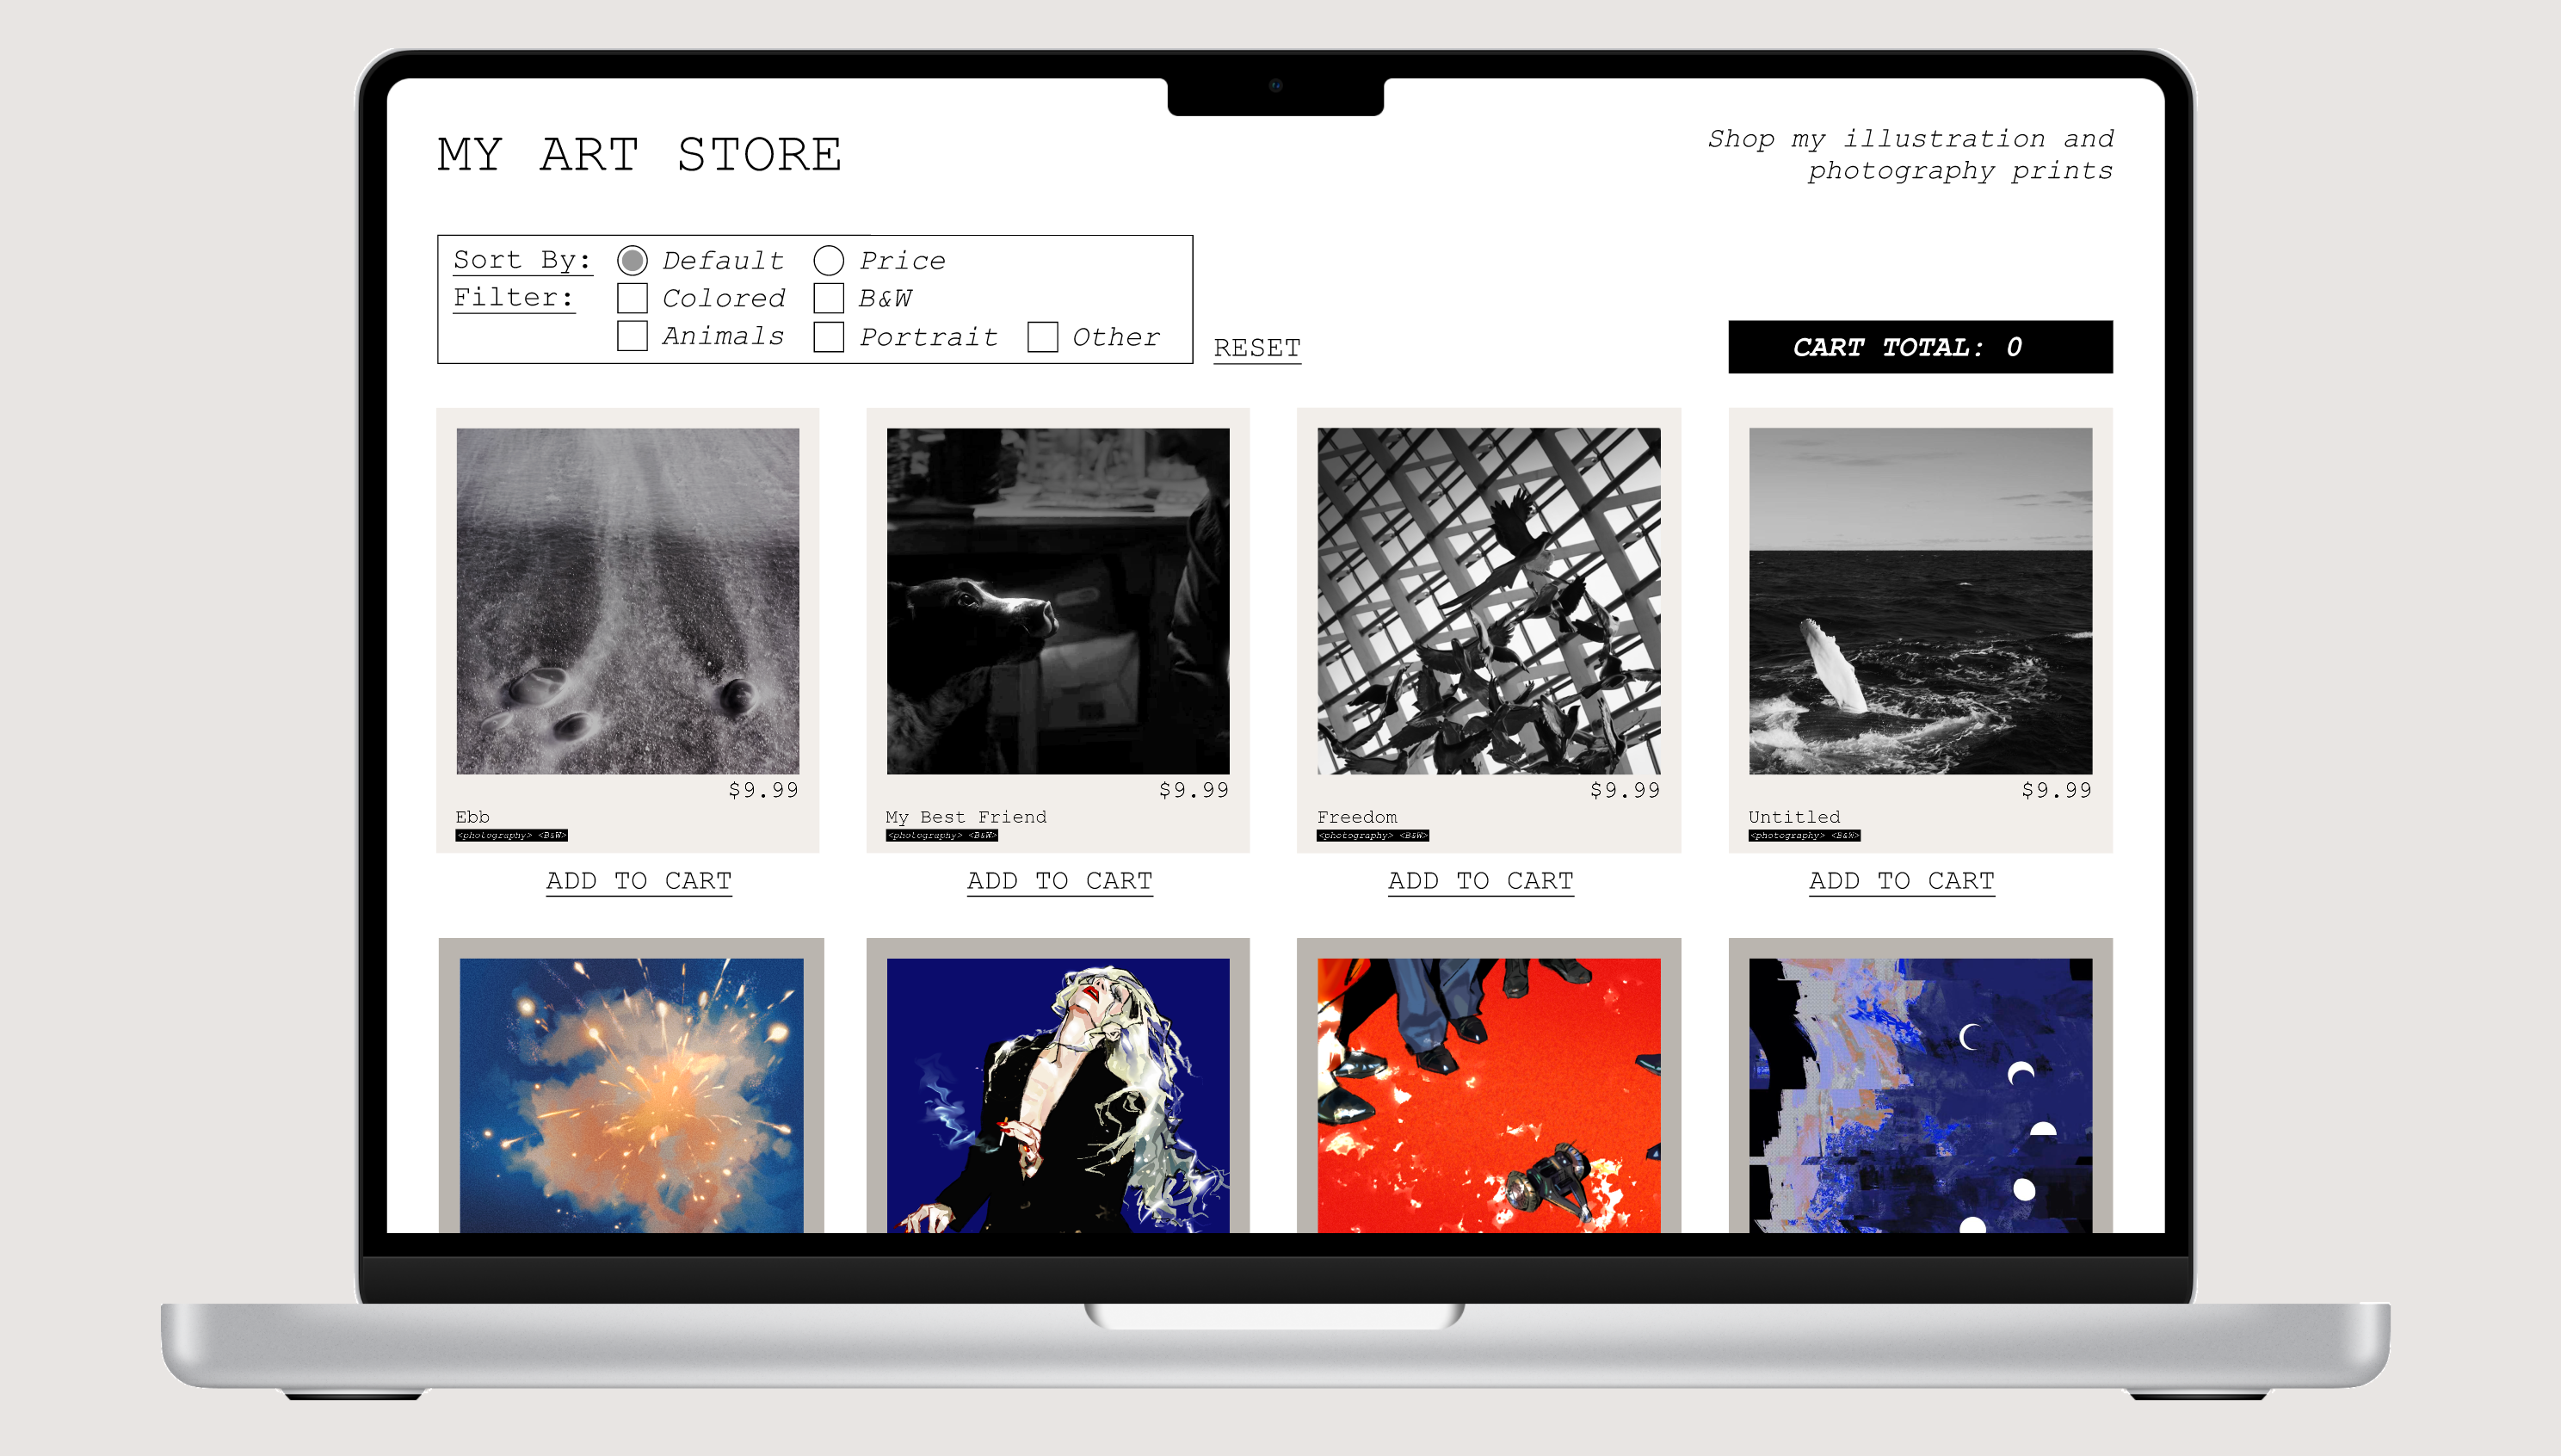 MY ART STORE
Shop my illustration and
photography prints
Sort By: Default Price
Filter: Colored B&W
Animals Portrait Other
RESET
CART TOTAL: 0
$9.99 $9.99 $9.99 $9.99
Ebb My Best Friend Freedom Untitled
<photography> <B&W> <photography> <B&W> <photography> <B&W> <photography> <B&W>
ADD TO CART ADD TO CART ADD TO CART ADD TO CART